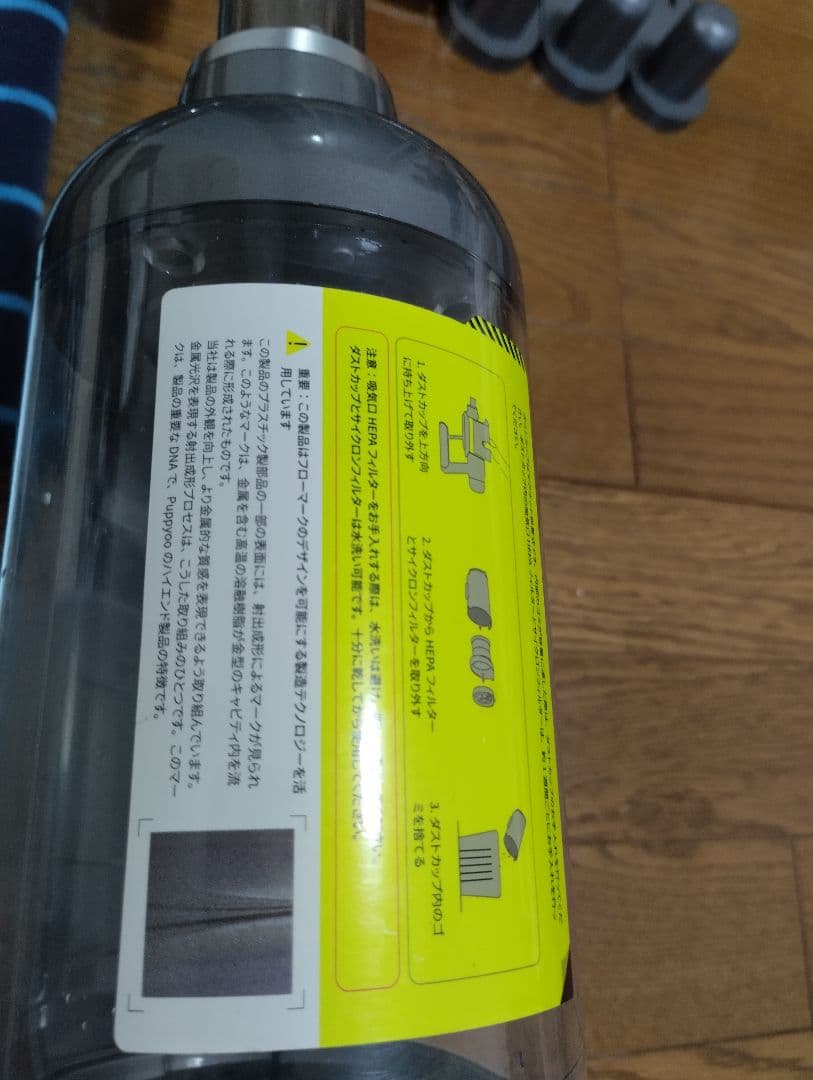 1. ダストカップを上方向
に持ち上げて取り外す
2. ダストカップから HEPA フィルター
とサイクロンフィルターを取り外す
3. ダストカップ内のゴ
ミを捨てる
注意：吸気口 HEPA フィルターをお手入れする際は、水洗いは避け
ダストカップとサイクロンフィルターは水洗い可能です。十分に乾してから使用してください。
重要：この製品はフローマークのデザインを可能にする製造テクノロジーを活
用しています
この製品のプラスチック製部品の一部の表面には、射出成形によるマークが見られ
ます。このようなマークは、金属を含む高温の溶融樹脂が金型のキャビティ内を流
れる際に形成されたものです。
当社は製品の外観を向上し、より金属的な質感を表現できるよう取り組んでいます。
金属光沢を表現する射出成形プロセスは、こうした取り組みのひとつです。このマー
クは、製品の重要な DNA で、Puppyoo のハイエンド製品の特徴です。